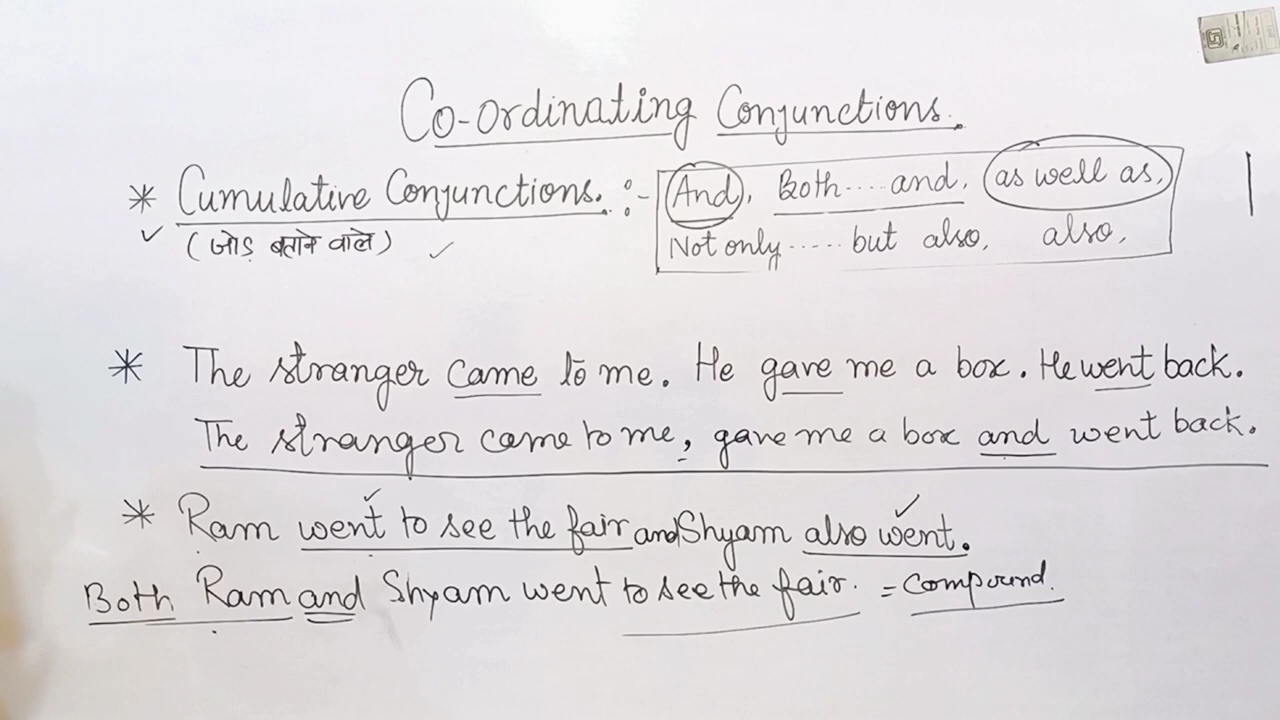 Co-ordinating Conjunctions.
* Cumulative Conjunctions. :- And, Both.....and, as well as,
(जोड़ बताने वाले) Not only......but also, also,
* The stranger came to me. He gave me a box. He went back.
The stranger came to me, gave me a box and went back.
* Ram went to see the fair and Shyam also went.
Both Ram and Shyam went to see the fair. = Compound.